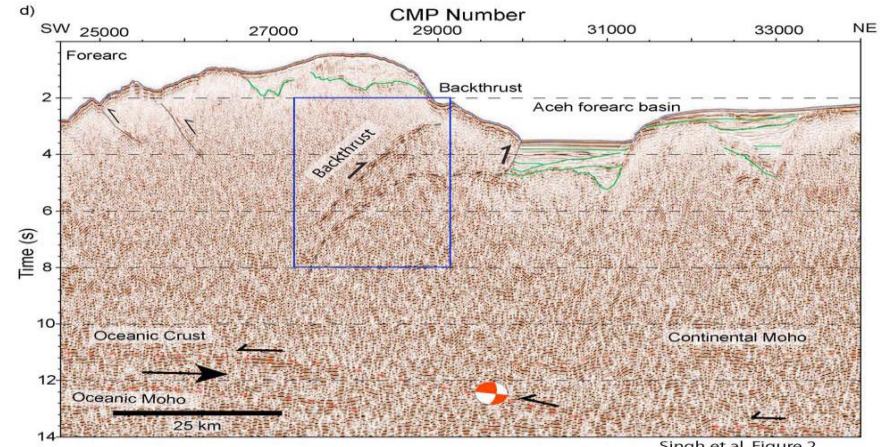 d)
CMP Number
SW 25000 27000 29000 31000 33000 NE
Forearc
Backthrust
2
Aceh forearc basin
Backthrust
4
6
Time (s)
8
10
Oceanic Crust
Continental Moho
12
Oceanic Moho
25 km
14
Singh et al. Figure 2